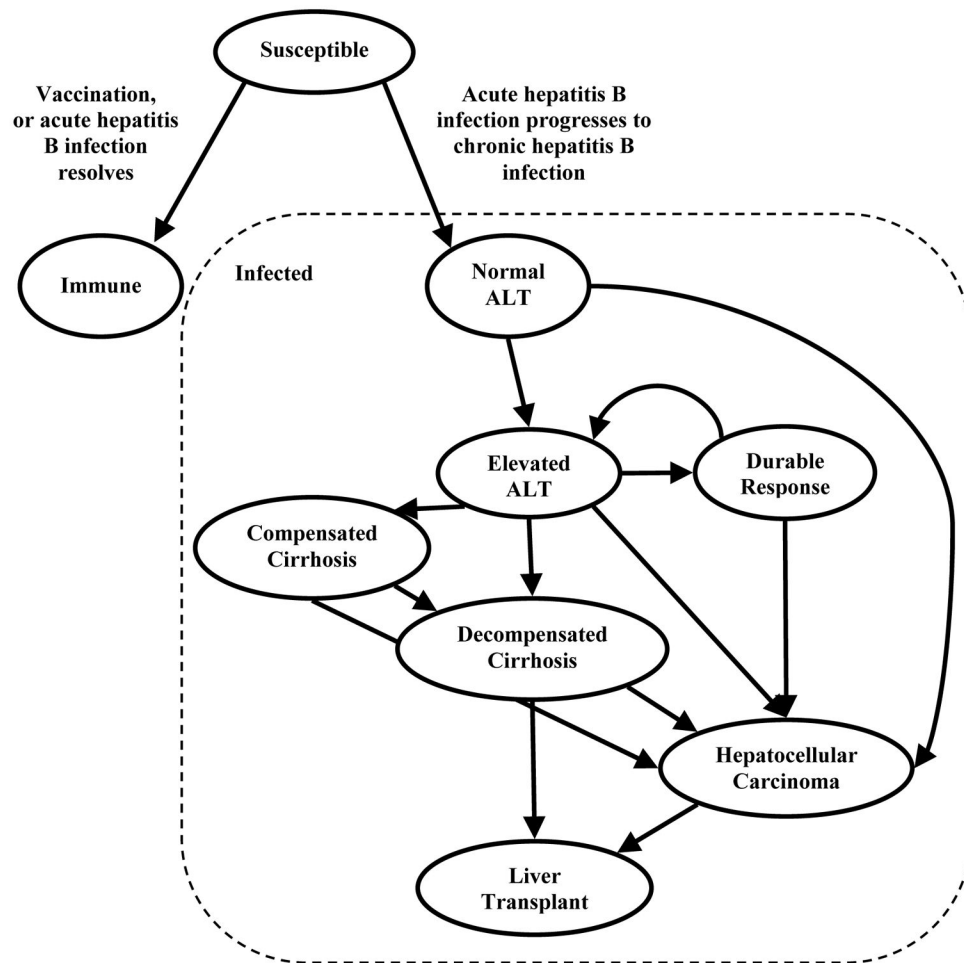 Susceptible
Vaccination,
or acute hepatitis
B infection
resolves
Acute hepatitis B
infection progresses to
chronic hepatitis B
infection
Immune
Infected
Normal
ALT
Elevated
ALT
Durable
Response
Compensated
Cirrhosis
Decompensated
Cirrhosis
Hepatocellular
Carcinoma
Liver
Transplant